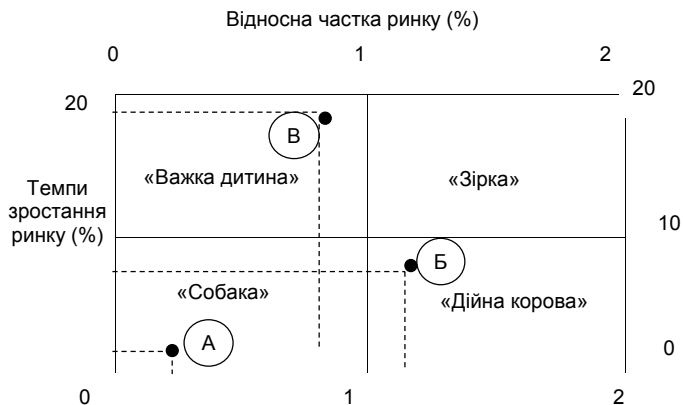 Відносна частка ринку (%)
0 1 2
20 20
В
«Важка дитина» «Зірка»
Темпи
зростання
ринку (%)
10
Б
«Собака» «Дійна корова»
А
0
0 1 2